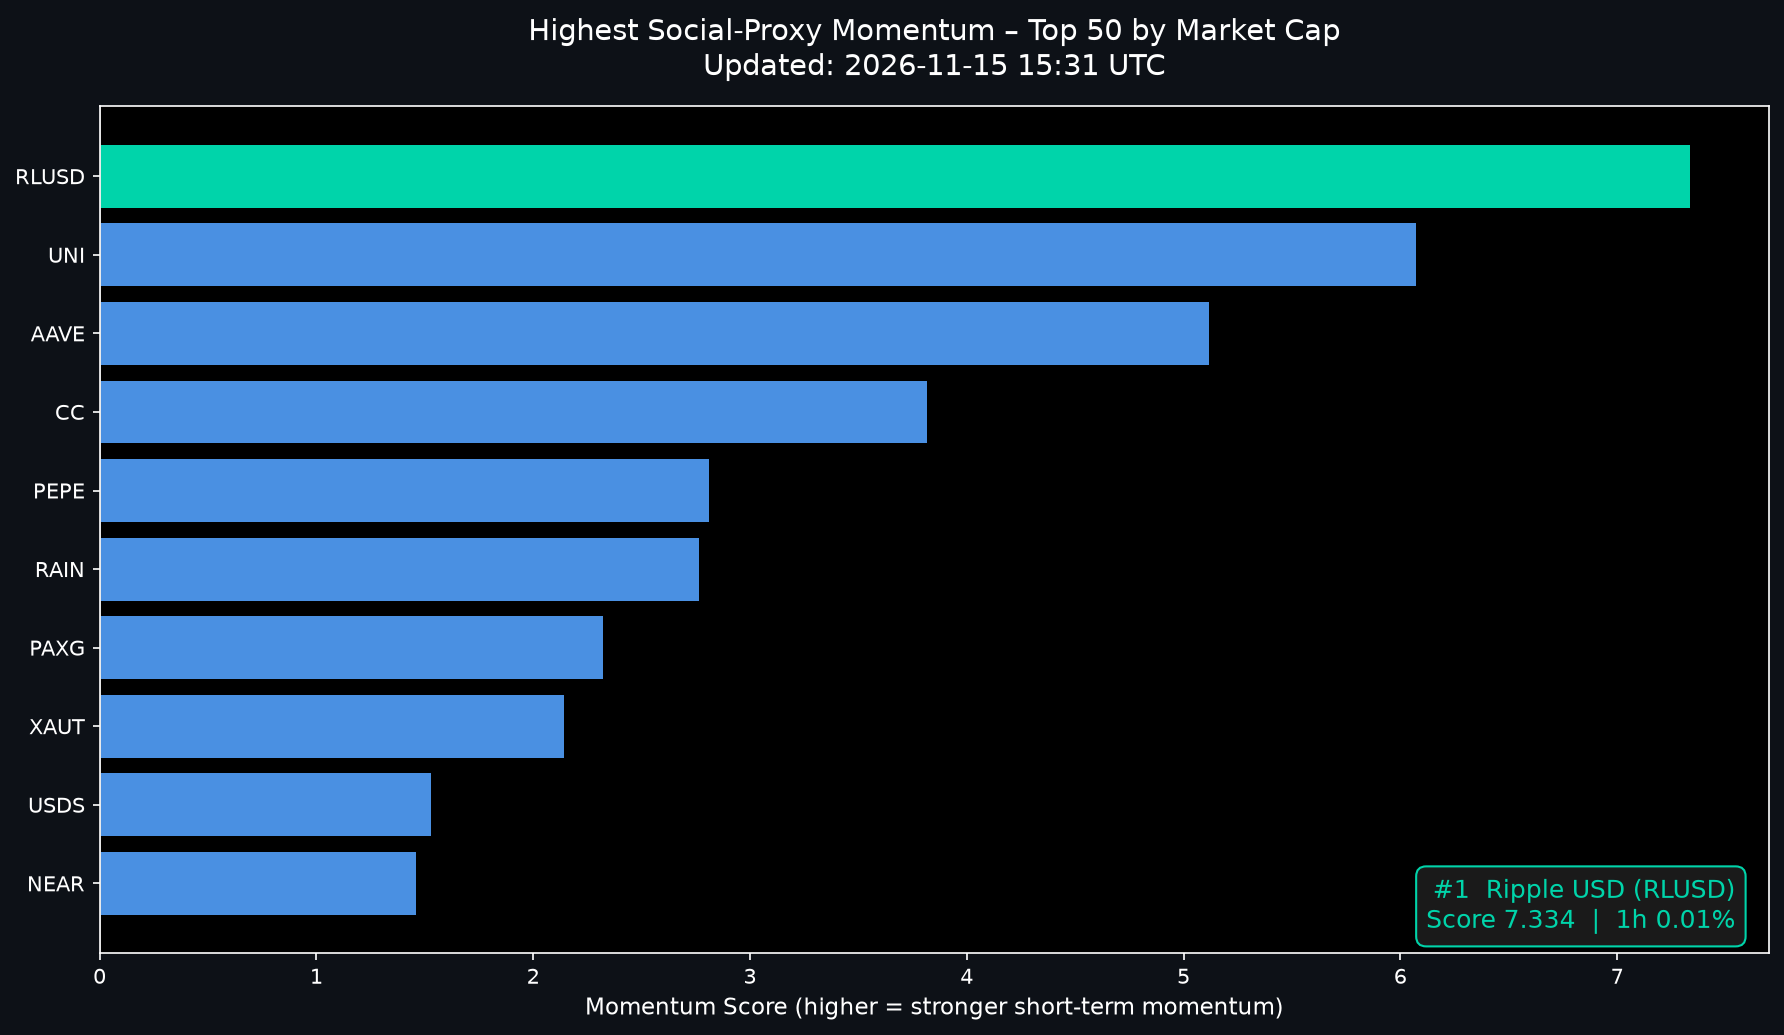 Highest Social-Proxy Momentum – Top 50 by Market Cap
Updated: 2026-11-15 15:31 UTC
RLUSD
UNI
AAVE
CC
PEPE
RAIN
PAXG
XAUT
USDS
NEAR
#1  Ripple USD (RLUSD)
Score 7.334  |  1h 0.01%
0 1 2 3 4 5 6 7
Momentum Score (higher = stronger short-term momentum)